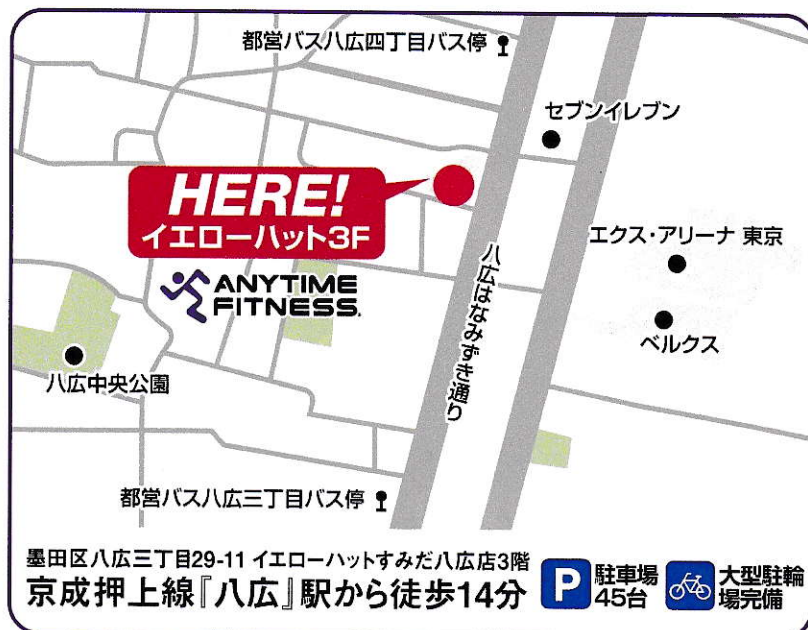 都営バス八広四丁目バス停
セブンイレブン
HERE!
イエローハット3F
エクス・アリーナ 東京
ANYTIME
FITNESS.
八広はなみずき通り
ベルクス
八広中央公園
都営バス八広三丁目バス停
墨田区八広三丁目29-11 イエローハットすみだ八広店3階
京成押上線『八広』駅から徒歩14分
P 駐車場
45台
大型駐輪
場完備